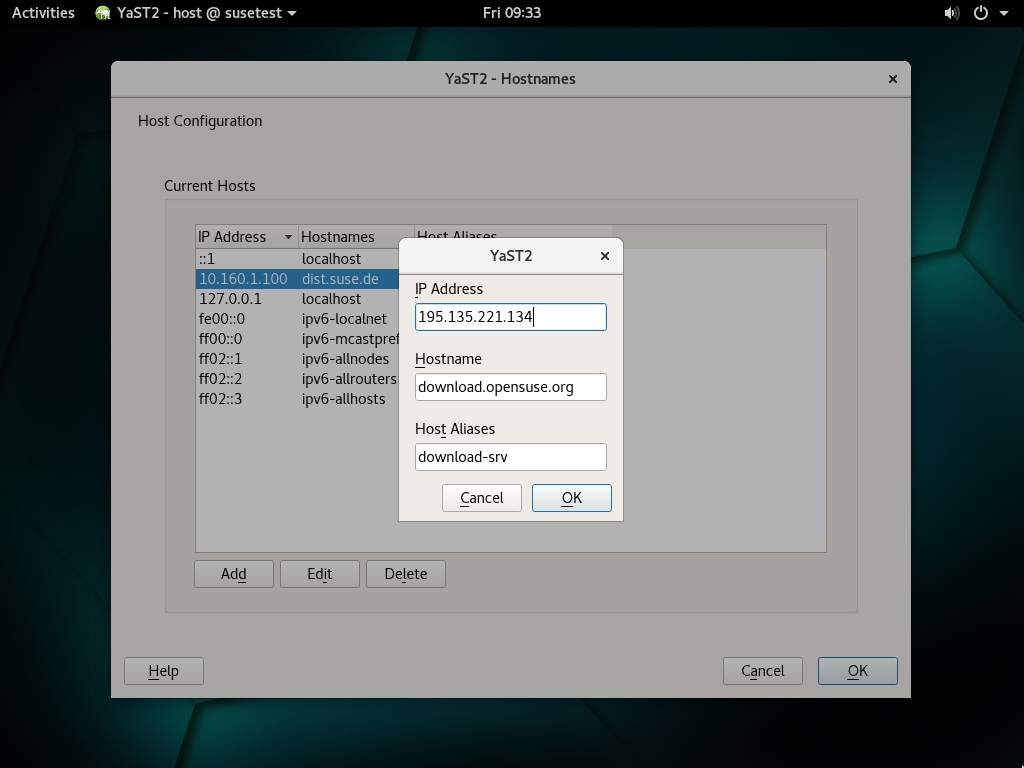 Activities YaST2 - host @ susetest Fri 09:33
YaST2 - Hostnames
Host Configuration
Current Hosts
IP Address Hostnames Host Aliases
::1 localhost
10.160.1.100 dist.suse.de
127.0.0.1 localhost
fe00::0 ipv6-localnet
ff00::0 ipv6-mcastpref
ff02::1 ipv6-allnodes
ff02::2 ipv6-allrouters
ff02::3 ipv6-allhosts
YaST2
IP Address
195.135.221.134
Hostname
download.opensuse.org
Host Aliases
download-srv
Cancel OK
Add Edit Delete
Help Cancel OK